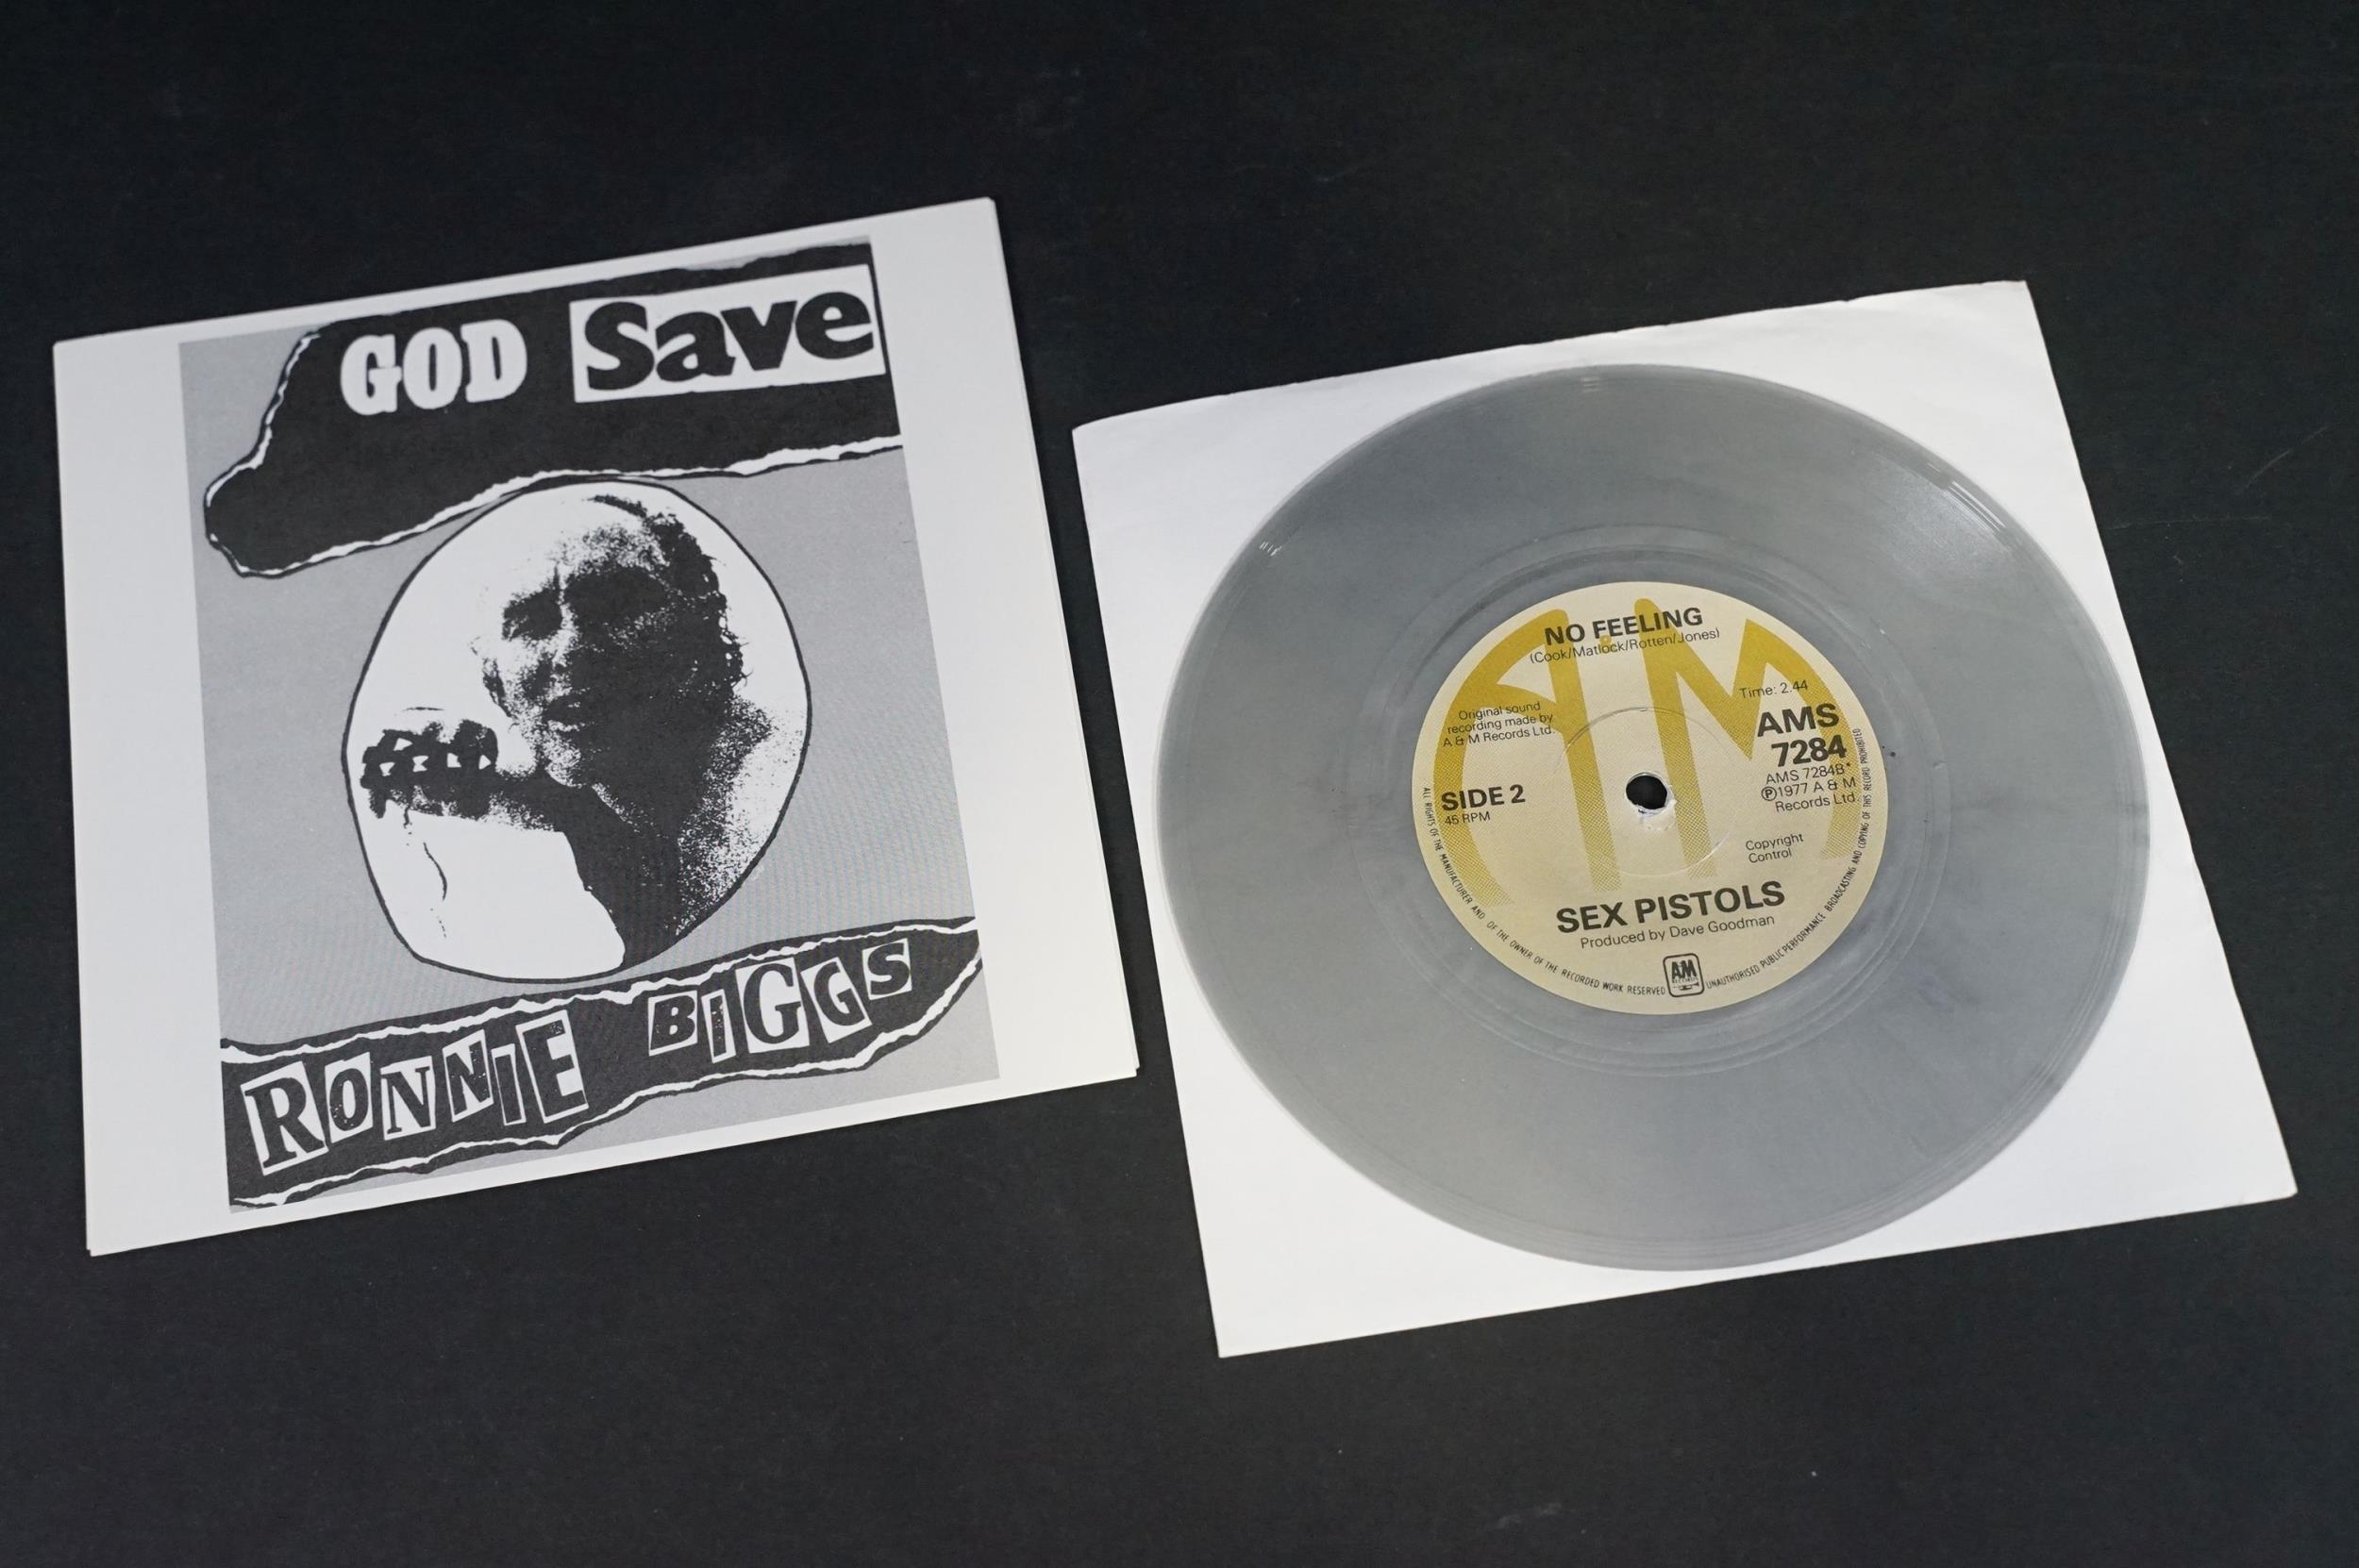 GOD Save
RONNIE BIGGS
NO FEELING
(Cook/Matlock/Rotten/Jones)
Time: 2.44
Original sound
recording made by
A & M Records Ltd.
AMS
7284
AMS 7284B*
Ⓟ1977 A & M
Records Ltd.
SIDE 2
45 RPM
Copyright
Control
SEX PISTOLS
Produced by Dave Goodman
AM
ALL RIGHTS OF THE MANUFACTURER AND OF THE OWNER OF THE RECORDED WORK RESERVED
UNAUTHORISED PUBLIC PERFORMANCE BROADCASTING AND COPYING OF THIS RECORD PROHIBITED